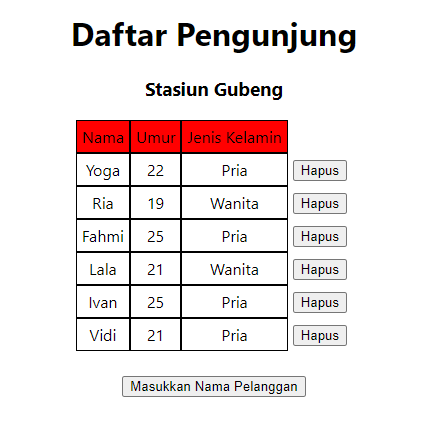 Daftar Pengunjung
Stasiun Gubeng
Nama Umur Jenis Kelamin
Yoga 22 Pria Hapus
Ria 19 Wanita Hapus
Fahmi 25 Pria Hapus
Lala 21 Wanita Hapus
Ivan 25 Pria Hapus
Vidi 21 Pria Hapus
Masukkan Nama Pelanggan